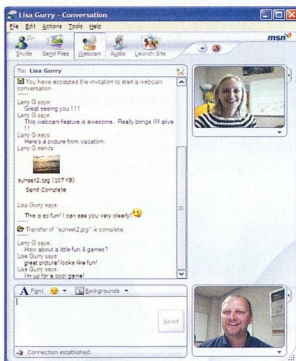 Lisa Gurry - Conversation
File Edit Actions Tools Help
msn
Invite Send Files Webcam Audio Launch Site
To: Lisa Gurry
You have accepted the invitation to start a webcam
conversation.
Larry G says:
Great seeing you !!!
Larry G says:
This webcam feature is awesome. Really brings IM alive
!!
Larry G says:
Here's a picture from vacation.
Larry G sends:
sunset2.jpg (107 KB)
Send Complete
Lisa Gurry says:
This is so fun! I can see you very clearly!
Transfer of "sunset2.jpg" is complete.
Larry G says:
How about a little fun & games?
Lisa Gurry says:
great picture! looks like fun!
Lisa Gurry says:
I'm up for a cool game!
A Font Backgrounds
Send
Connection established.